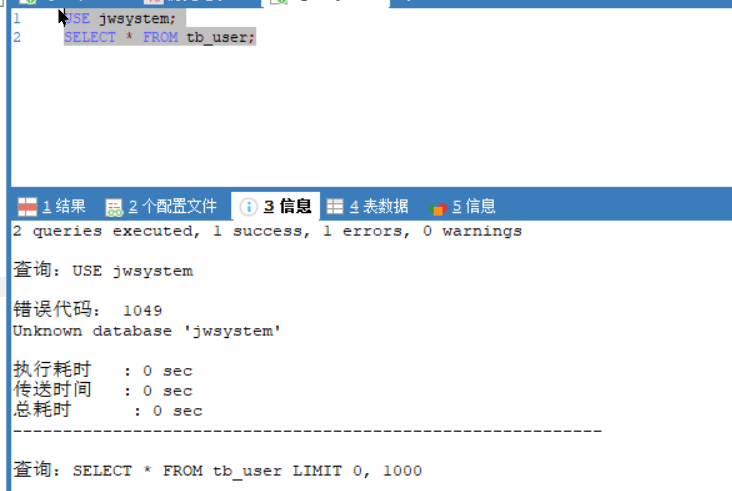 1 USE jwsystem;
2 SELECT * FROM tb_user;
1 结果 2 个配置文件 3 信息 4 表数据 5 信息
2 queries executed, 1 success, 1 errors, 0 warnings
查询: USE jwsystem
错误代码: 1049
Unknown database 'jwsystem'
执行耗时 : 0 sec
传送时间 : 0 sec
总耗时 : 0 sec
------------------------------------------------------------
查询: SELECT * FROM tb_user LIMIT 0, 1000